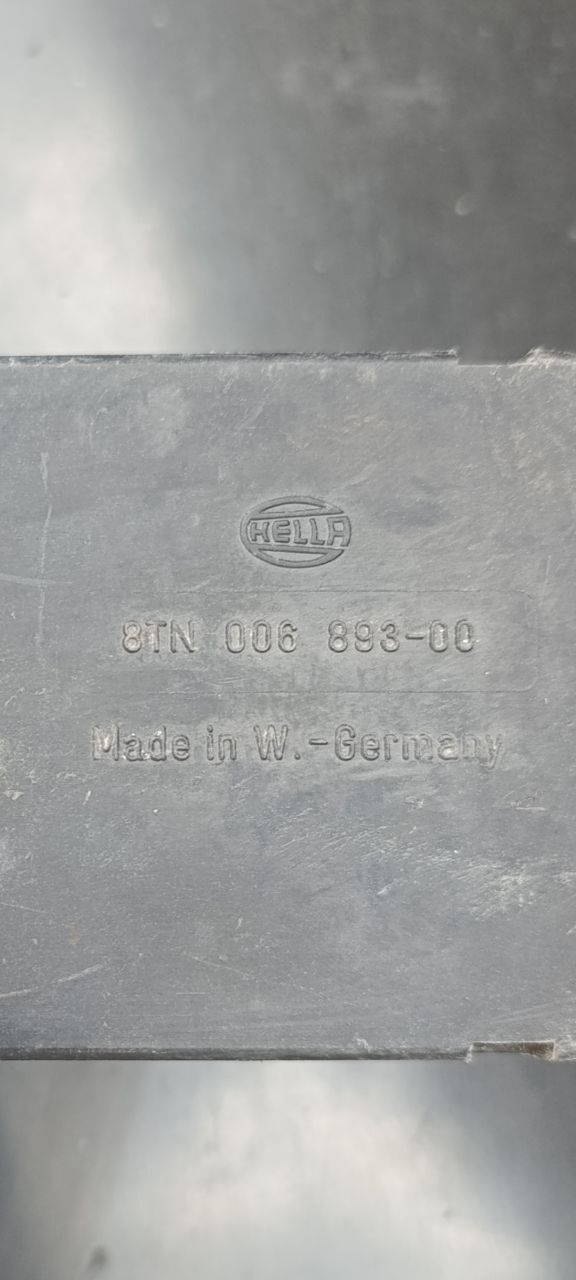 HELLA
8TN 006 893-00
Made in W.-Germany